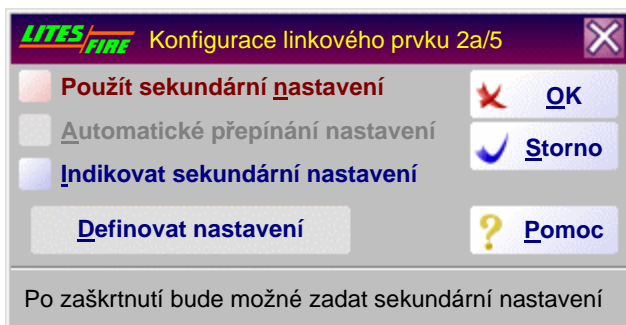 LITES FIRE Konfigurace linkového prvku 2a/5
Použít sekundární nastavení
OK
Automatické přepínání nastavení
Storno
Indikovat sekundární nastavení
Definovat nastavení
? Pomoc
Po zaškrtnutí bude možné zadat sekundární nastavení